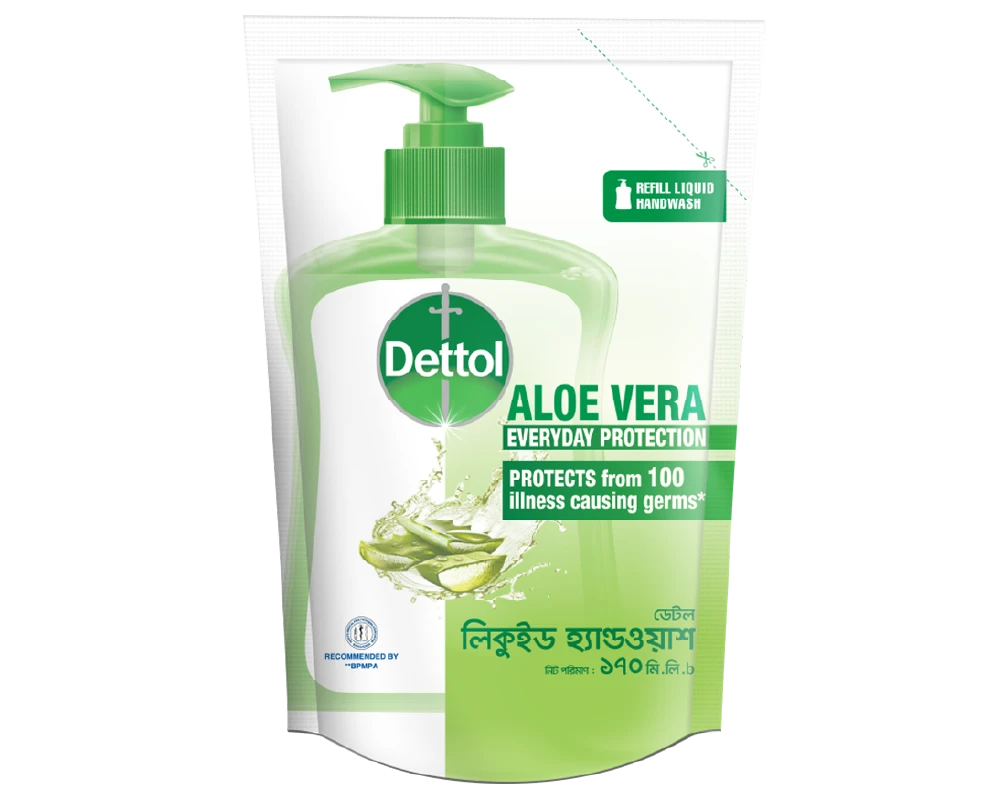 REFILL LIQUID
HANDWASH
Dettol
ALOE VERA
EVERYDAY PROTECTION
PROTECTS from 100
illness causing germs*
ডেটল
লিকুইড হ্যান্ডওয়াশ
নিট পরিমাণ : ১৭০ মি.লি.b
RECOMMENDED BY
**BPMPA